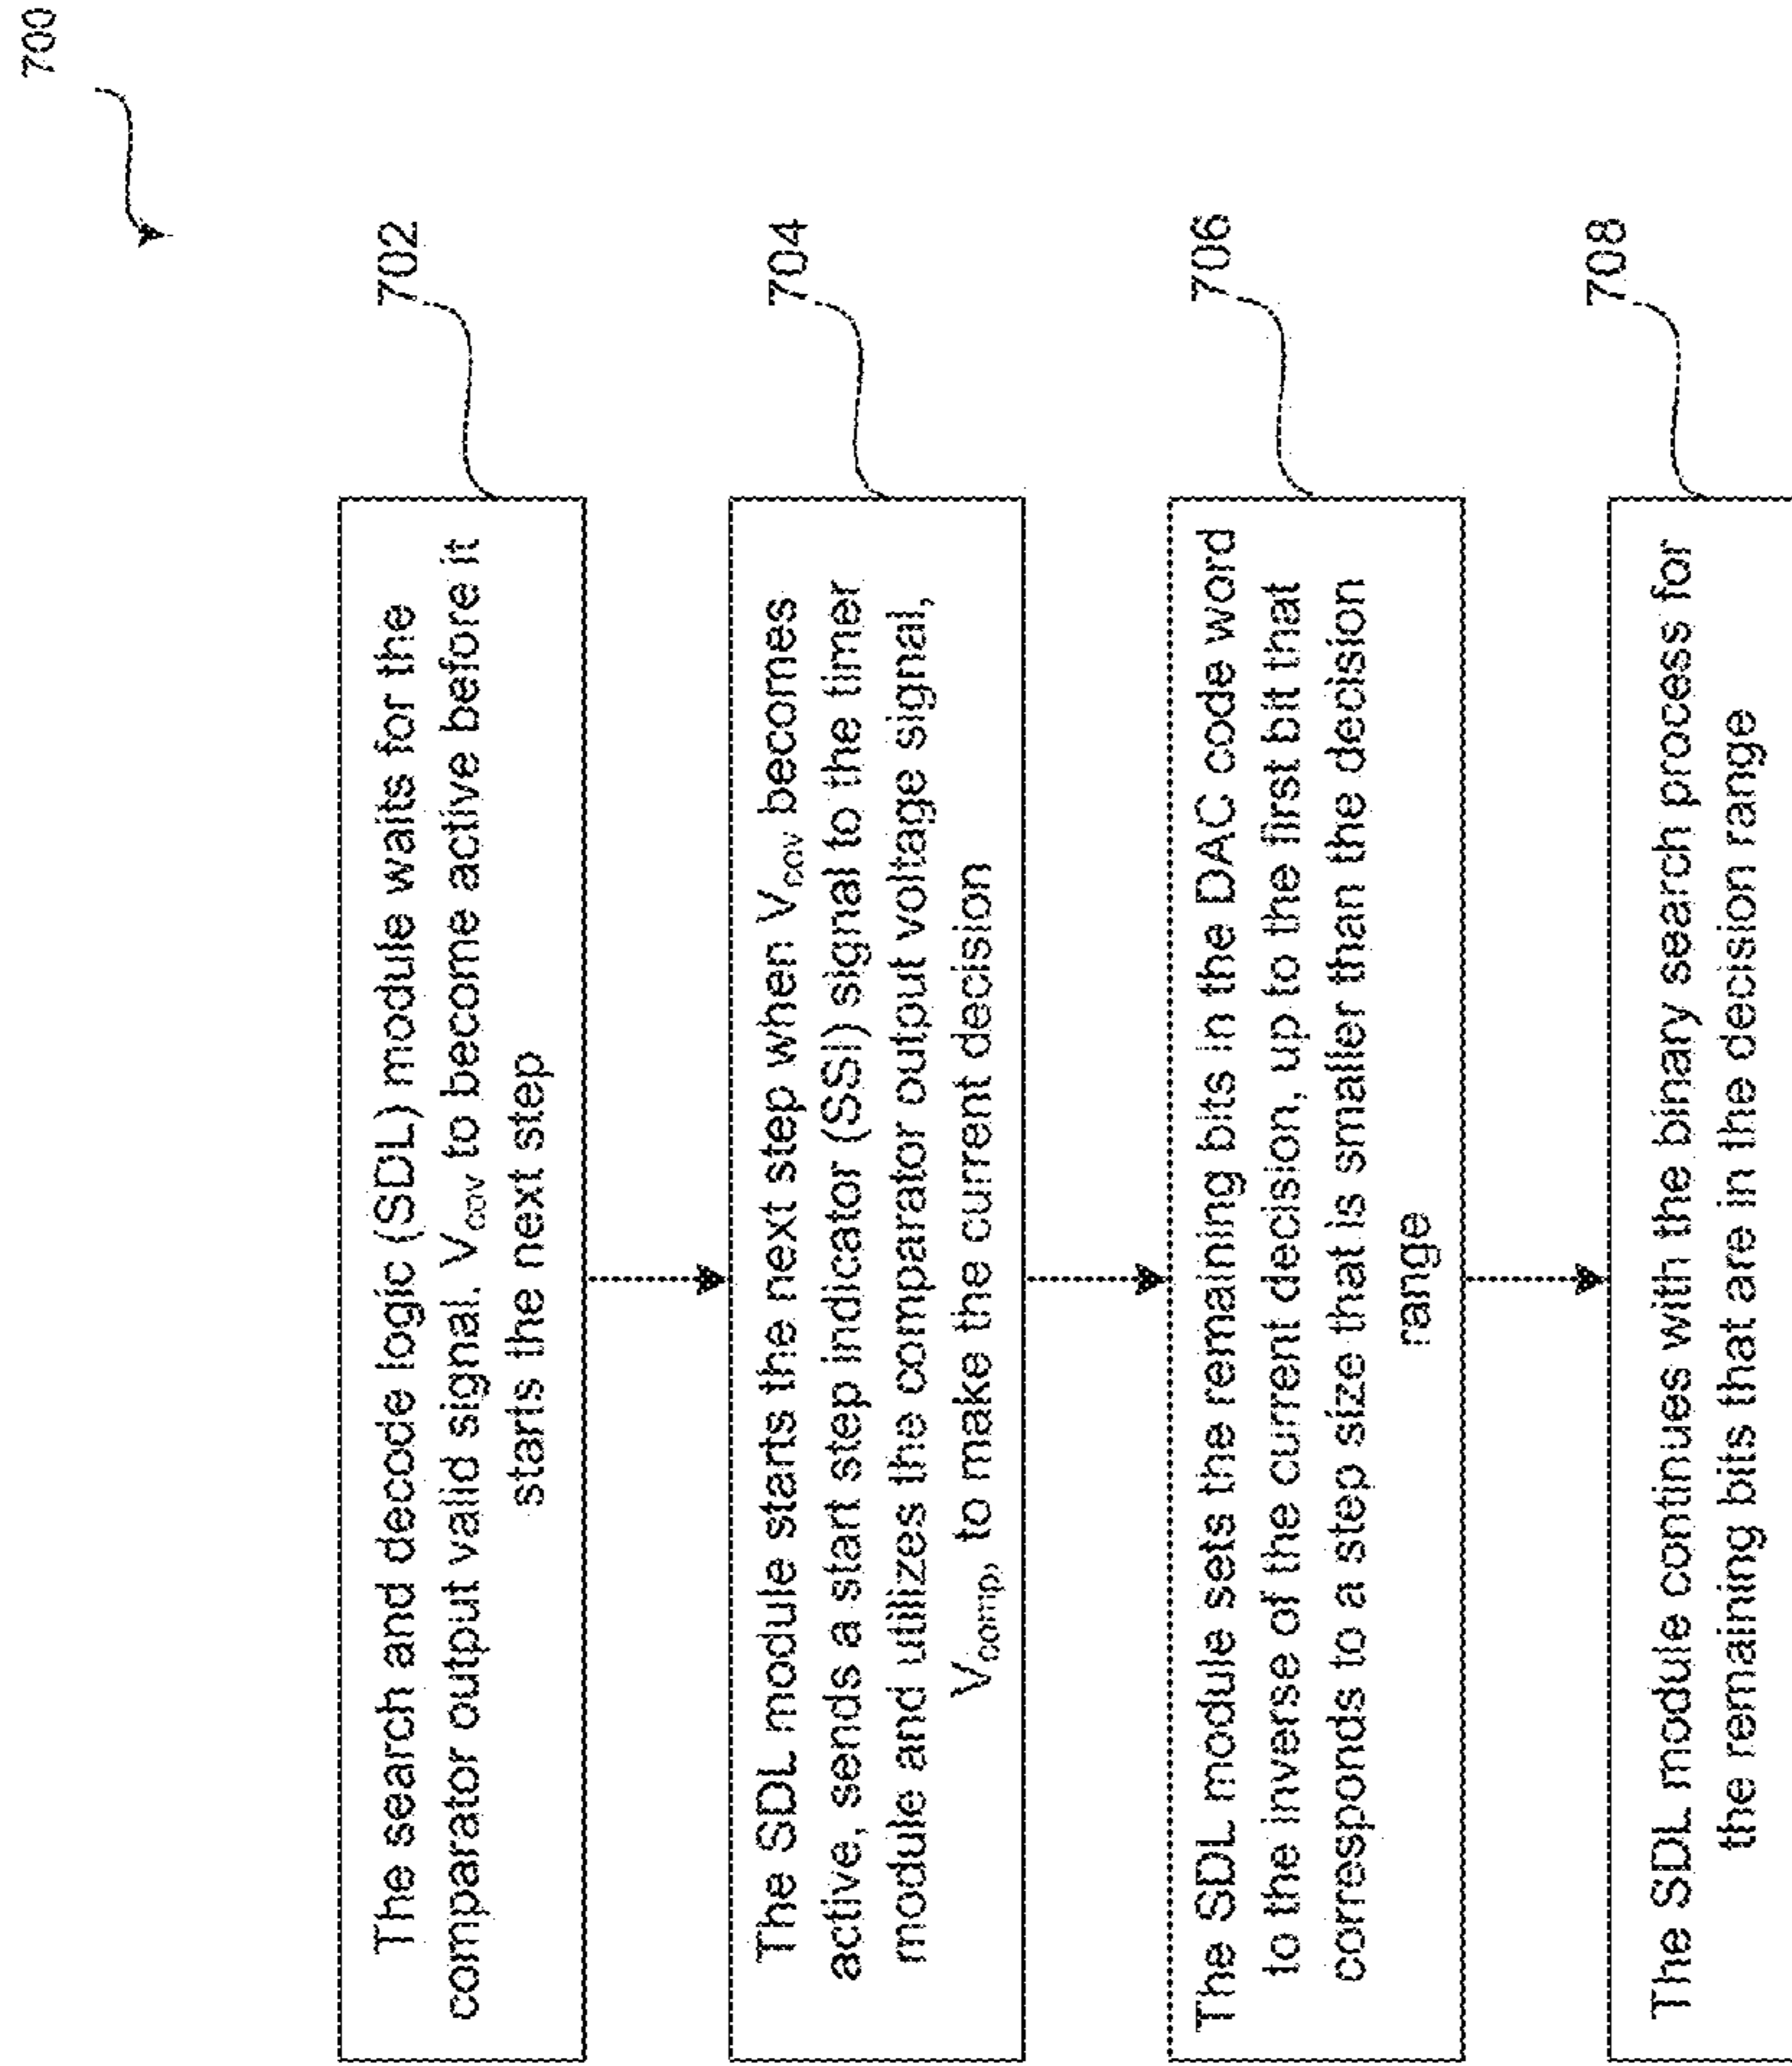 700
702
The search and decode logic (SDL) module waits for the
comparator output valid signal, Vcov to become active before it
starts the next step
704
The SDL module starts the next step when Vcov becomes
active, sends a start step indicator (SSI) signal to the timer
module and utilizes the comparator output voltage signal,
Vcomp, to make the current decision
706
The SDL module sets the remaining bits in the DAC code word
to the inverse of the current decision, up to the first bit that
corresponds to a step size that is smaller than the decision
range
708
The SDL module continues with the binary search process for
the remaining bits that are in the decision range